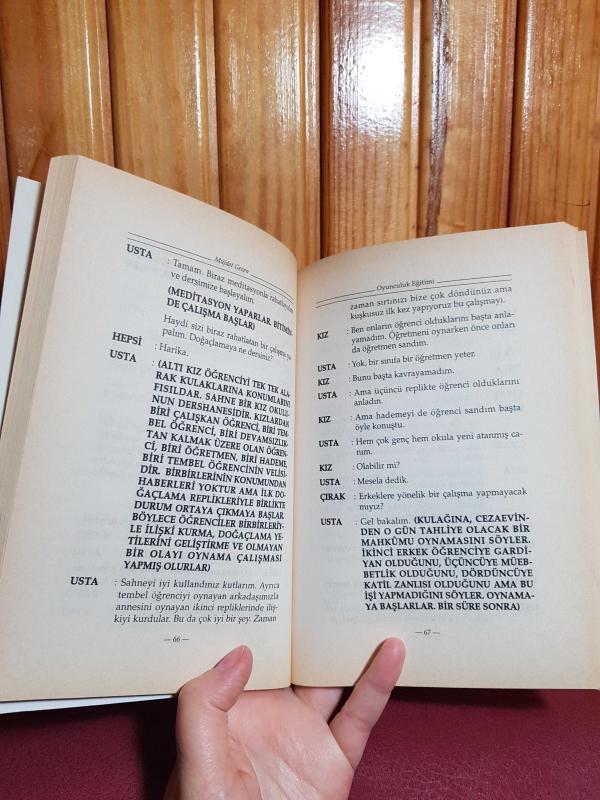 Müjdat Gezen
USTA : Tamam. Biraz meditasyonla rahatlayalım
ve dersimize başlayalım.
(MEDİTASYON YAPARLAR. BİTİMİN-
DE ÇALIŞMA BAŞLAR)
Haydi sizi biraz rahatlatan bir çalışma ya-
palım. Doğaçlamaya ne dersiniz?
HEPSİ : Harika.
USTA : (ALTI KIZ ÖĞRENCİYİ TEK TEK ALA-
RAK KULAKLARINA KONUMLARINI
FISILDAR. SAHNE BİR KIZ OKULU-
NUN DERSHANESİDİR. KIZLARDAN
BİRİ ÇALIŞKAN ÖĞRENCİ, BİRİ TEM-
BEL ÖĞRENCİ, BİRİ DEVAMSIZLIK-
TAN KALMAK ÜZERE OLAN ÖĞREN-
Cİ, BİRİ ÖĞRETMEN, BİRİ HADEME,
BİRİ TEMBEL ÖĞRENCİNİN VELİSİ-
DİR. BİRBİRLERİNİN KONUMUNDAN
HABERLERİ YOKTUR AMA İLK DO-
ĞAÇLAMA REPLİKLERİYLE BİRLİKTE
DURUM ORTAYA ÇIKMAYA BAŞLAR.
BÖYLECE ÖĞRENCİLER BİRBİRLERİY-
LE İLİŞKİ KURMA, DOĞAÇLAMA YE-
TİLERİNİ GELİŞTİRME VE OLMAYAN
BİR OLAYI OYNAMA ÇALIŞMASI
YAPMIŞ OLURLAR)
USTA : Sahneyi iyi kullandınız kutlarım. Ayrıca
tembel öğrenciyi oynayan arkadaşımızla
annesini oynayan ikinci repliklerinde iliş-
kiyi kurdular. Bu da çok iyi bir şey. Zaman
— 66 —
Oyunculuk Eğitimi
zaman sırtınızı bize çok döndünüz ama
kuşkusuz ilk kez yapıyoruz bu çalışmayı.
KIZ : Ben onların öğrenci olduklarını başta an-
layamadım. Öğretmeni oynarken önce onları
da öğretmen sandım.
USTA : Yok, bir sınıfa bir öğretmen yeter.
KIZ : Bunu başta kavrayamadım.
USTA : Ama üçüncü replikte öğrenci olduklarını
anladın.
KIZ : Ama hademeyi de öğrenci sandım başta
öyle konuştu.
USTA : Hem çok genç hem okula yeni atanmış ca-
nım.
KIZ : Olabilir mi?
USTA : Mesela dedik.
ÇIRAK : Erkeklere yönelik bir çalışma yapmayacak
mıyız?
USTA : Gel bakalım. (KULAĞINA, CEZAEVİN-
DEN O GÜN TAHLİYE OLACAK BİR
MAHKÛMU OYNAMASINI SÖYLER.
İKİNCİ ERKEK ÖĞRENCİYE GARDİ-
YAN OLDUĞUNU, ÜÇÜNCÜYE MÜEB-
BETLİK OLDUĞUNU, DÖRDÜNCÜYE
KATİL ZANLISI OLDUĞUNU AMA BU
İŞİ YAPMADIĞINI SÖYLER. OYNAMA-
YA BAŞLARLAR. BİR SÜRE SONRA)
— 67 —